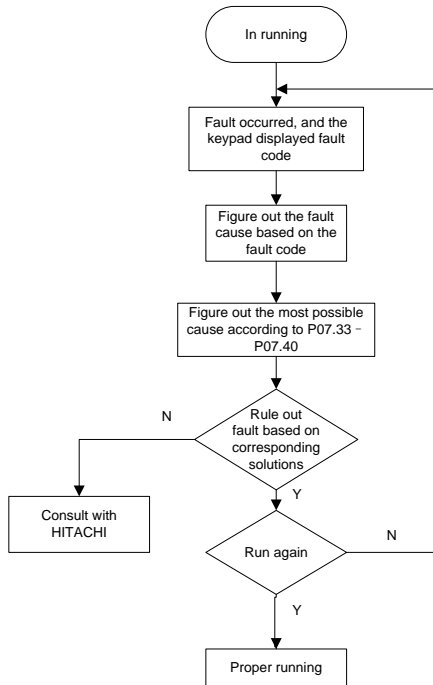 In running
Fault occurred, and the
keypad displayed fault
code
Figure out the fault
cause based on the
fault code
Figure out the most possible
cause according to P07.33－
P07.40
N
Rule out
fault based on
corresponding
solutions
Y
Consult with
HITACHI
Run again
N
Y
Proper running